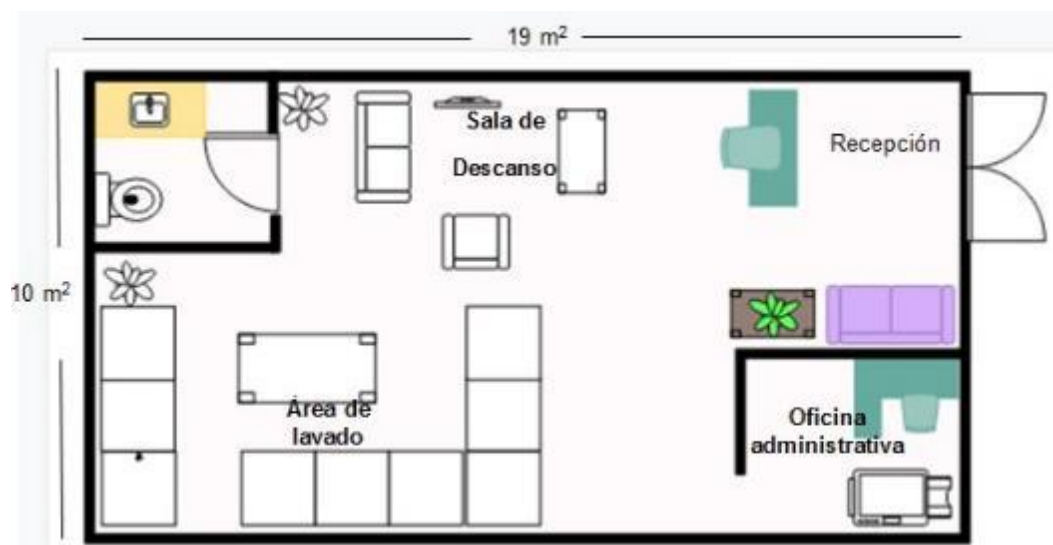 19 m²
Sala de
Descanso
Recepción
10 m²
Área de
lavado
Oficina
administrativa